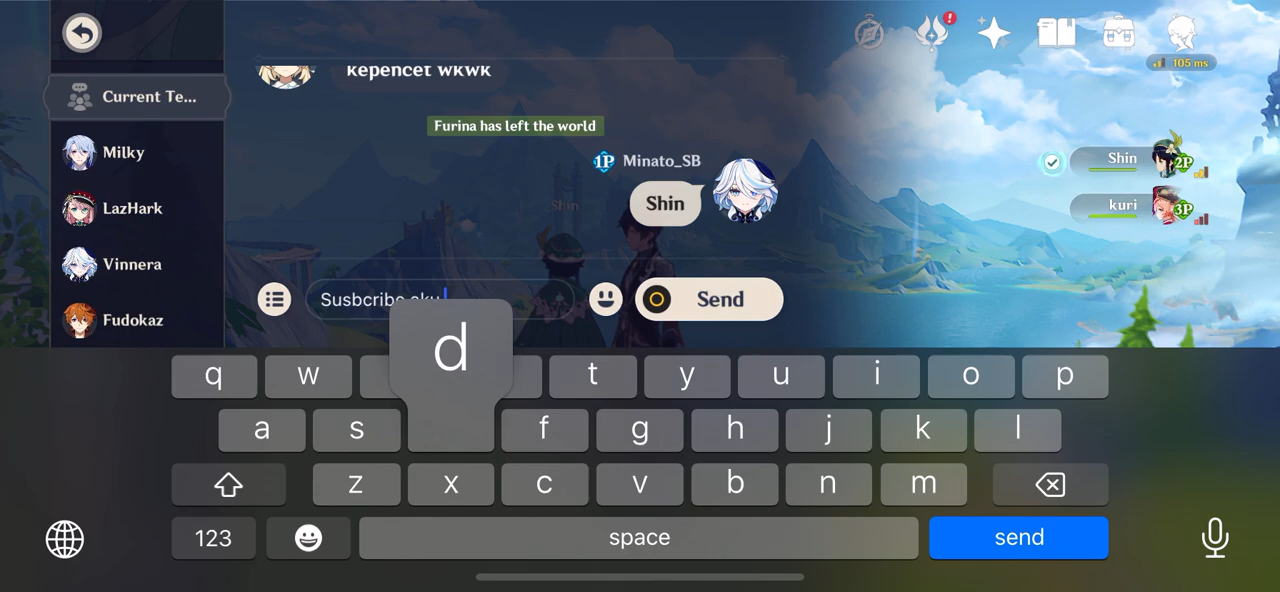 Current Te...
Milky
LazHark
Vinnera
Fudokaz
kepencet wkwk
Furina has left the world
1P Minato_SB
Shin
Shin
Susbcribe aku
Send
105 ms
Shin
2P
kuri
3P
d
q w t y u i o p
a s f g h j k l
z x c v b n m
123
space
send